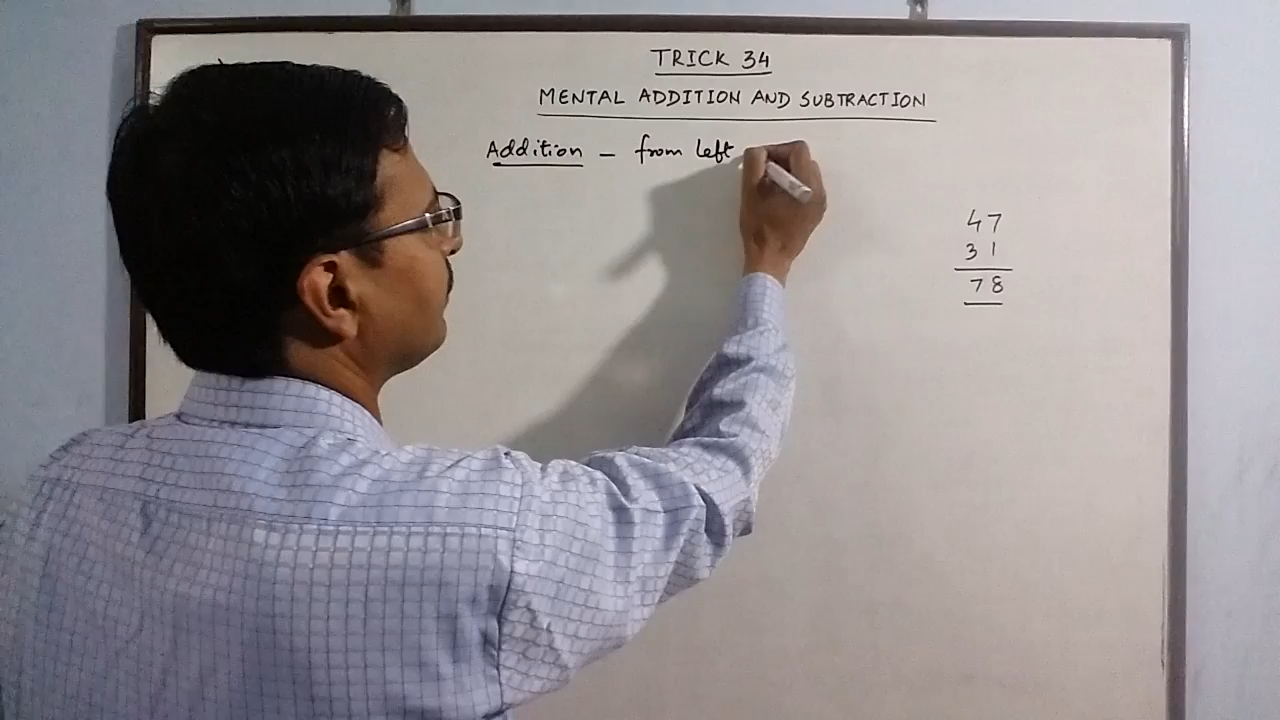 TRICK 34
MENTAL ADDITION AND SUBTRACTION
Addition – from left
47
31
78